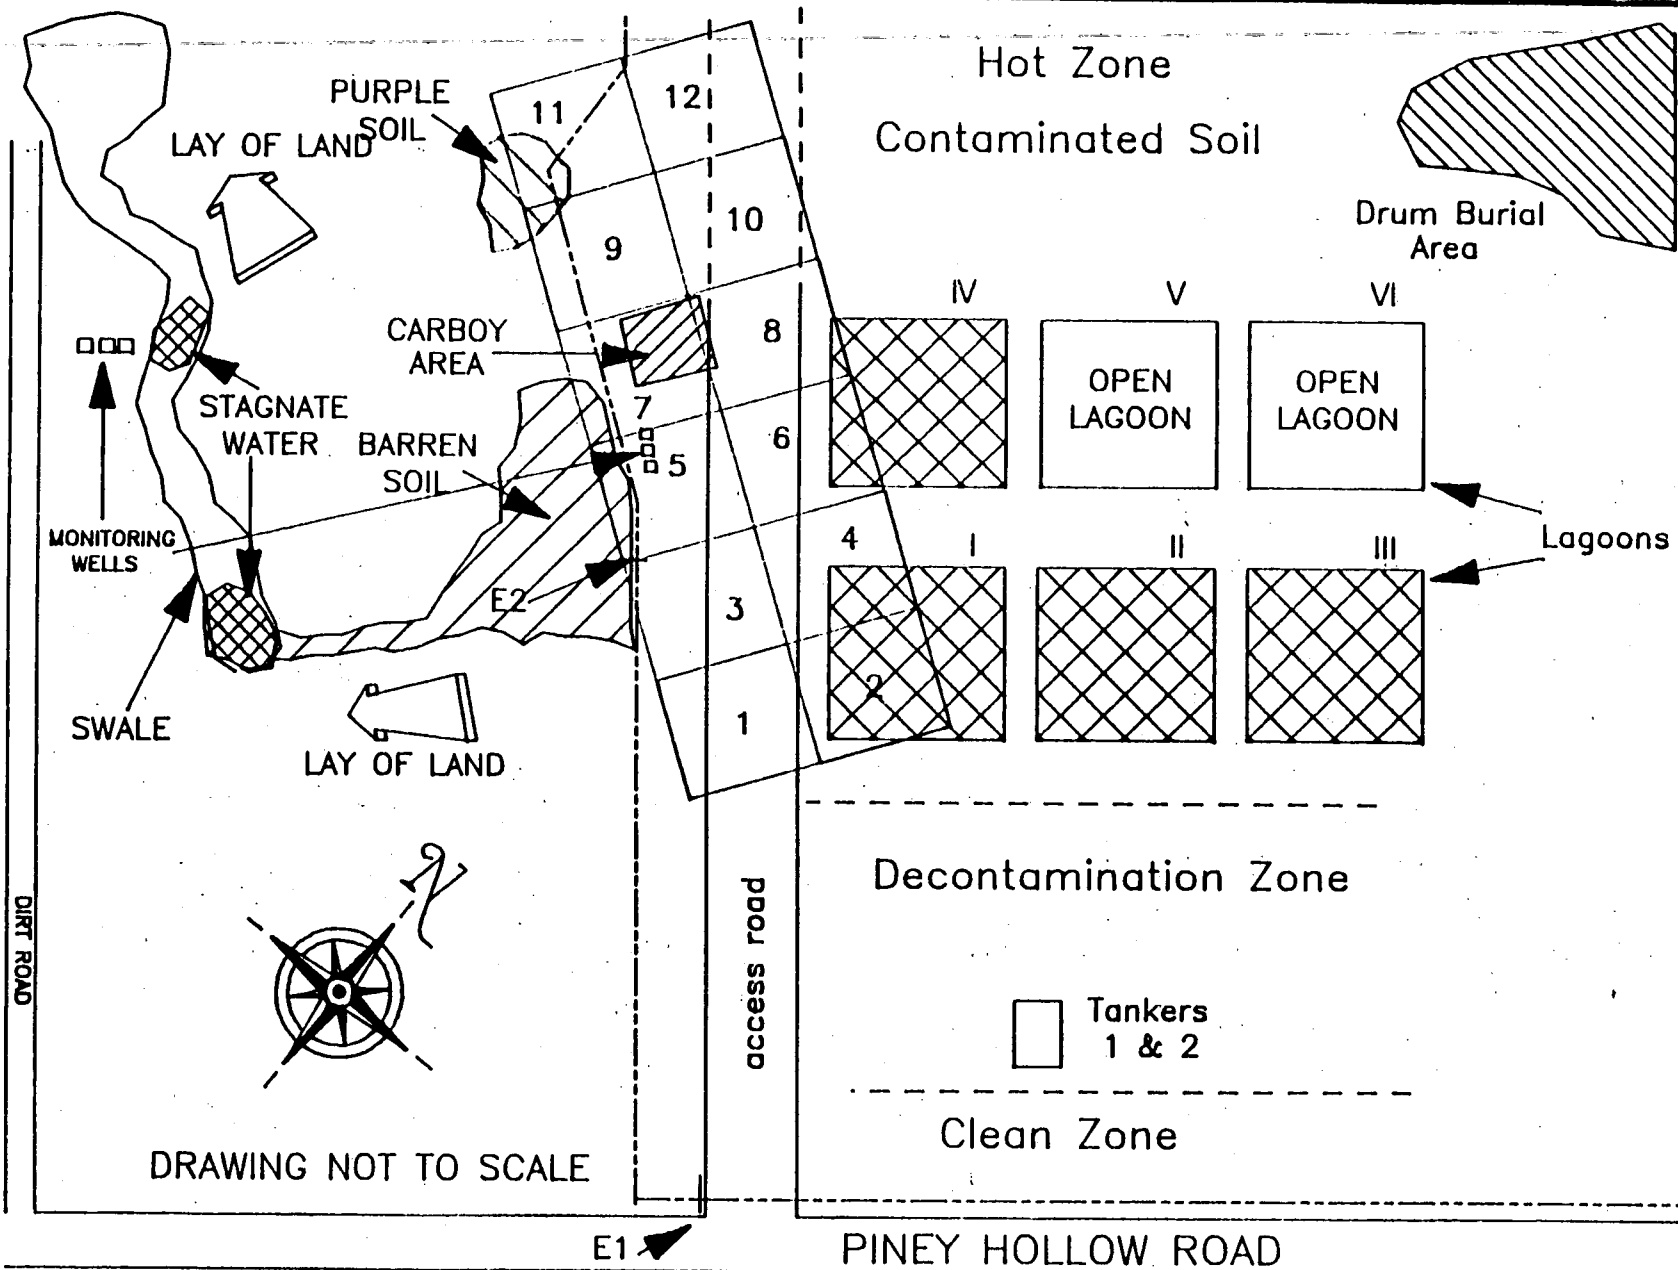 Hot Zone
Contaminated Soil
PURPLE
SOIL
LAY OF LAND
11
12
Drum Burial
Area
10
9
IV
V
VI
CARBOY
AREA
8
OPEN
LAGOON
OPEN
LAGOON
STAGNATE
WATER
7
BARREN
SOIL
6
5
MONITORING
WELLS
4
I
II
III
Lagoons
E2
3
2
SWALE
1
LAY OF LAND
N
Decontamination Zone
DIRT ROAD
access road
Tankers
1 & 2
Clean Zone
DRAWING NOT TO SCALE
E1
PINEY HOLLOW ROAD